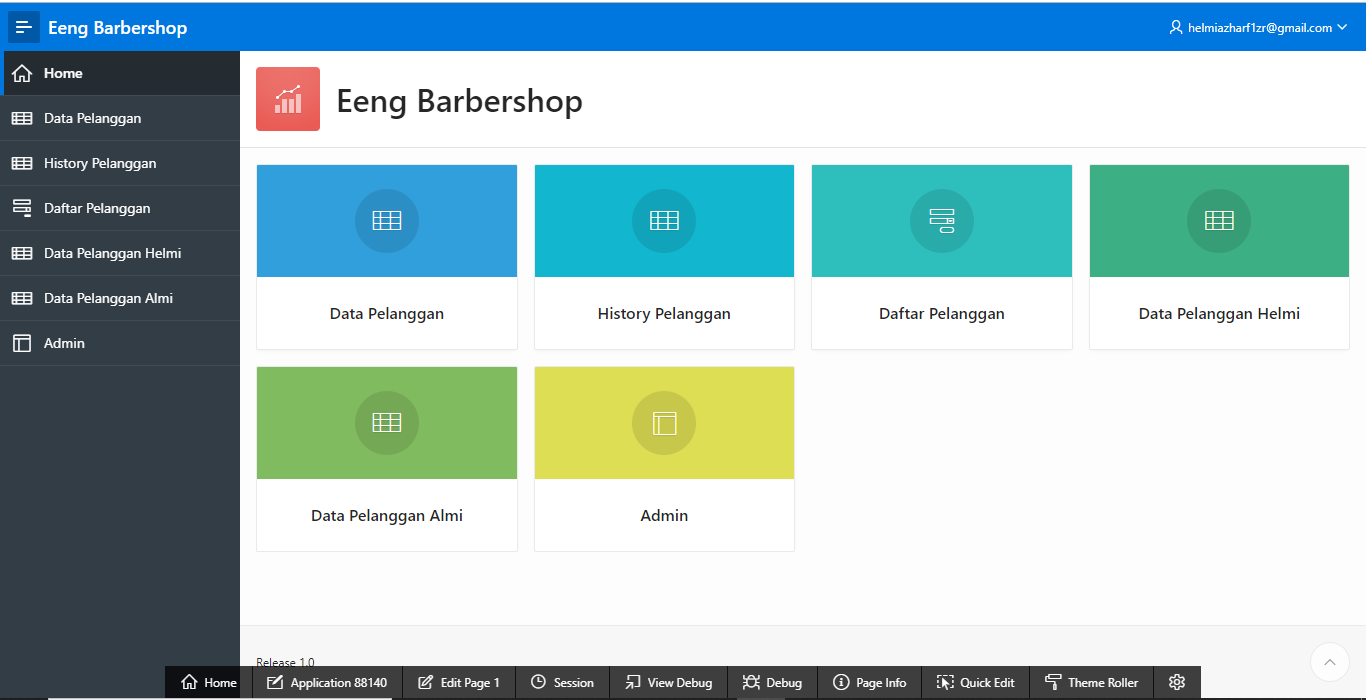 Eeng Barbershop
helmiazharf1zr@gmail.com
Home
Data Pelanggan
History Pelanggan
Daftar Pelanggan
Data Pelanggan Helmi
Data Pelanggan Almi
Admin
Eeng Barbershop
Data Pelanggan
History Pelanggan
Daftar Pelanggan
Data Pelanggan Helmi
Data Pelanggan Almi
Admin
Release 1.0
Home
Application 88140
Edit Page 1
Session
View Debug
Debug
Page Info
Quick Edit
Theme Roller